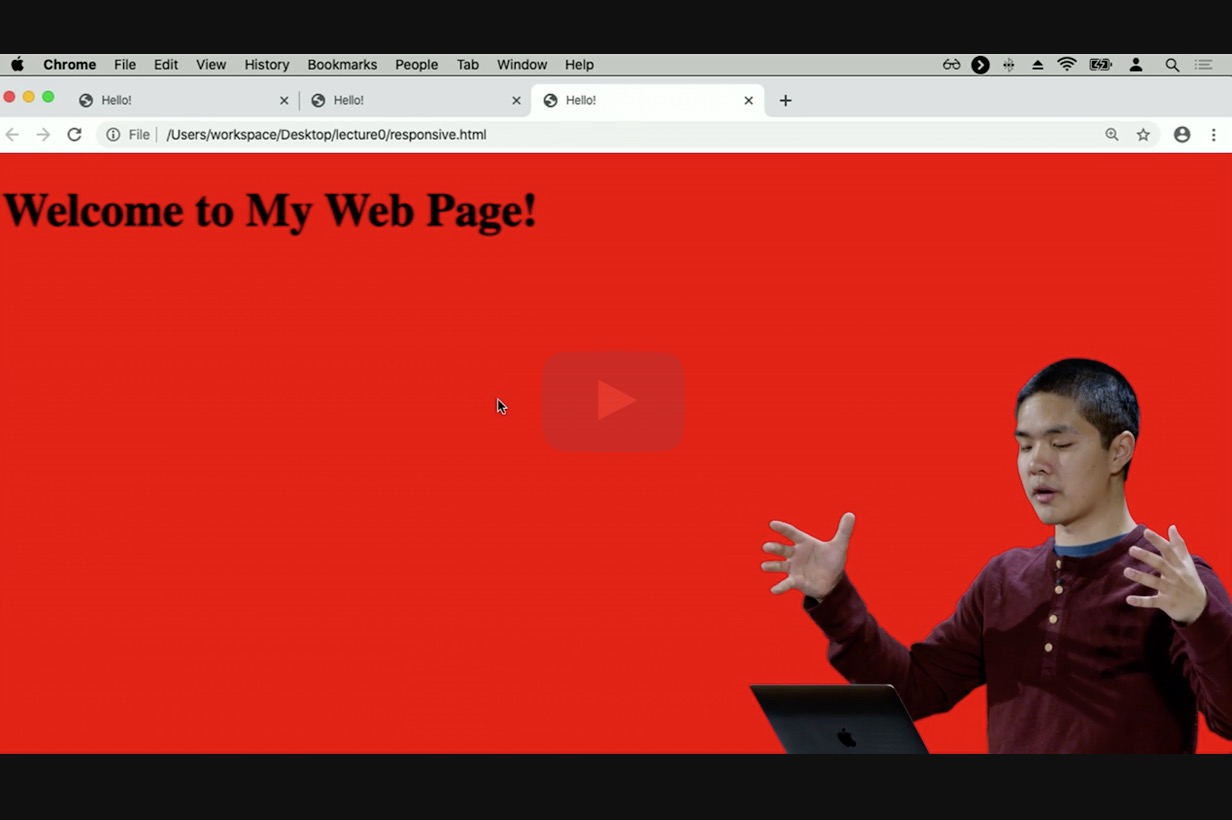 Chrome File Edit View History Bookmarks People Tab Window Help
Hello! Hello! Hello!
File /Users/workspace/Desktop/lecture0/responsive.html
Welcome to My Web Page!